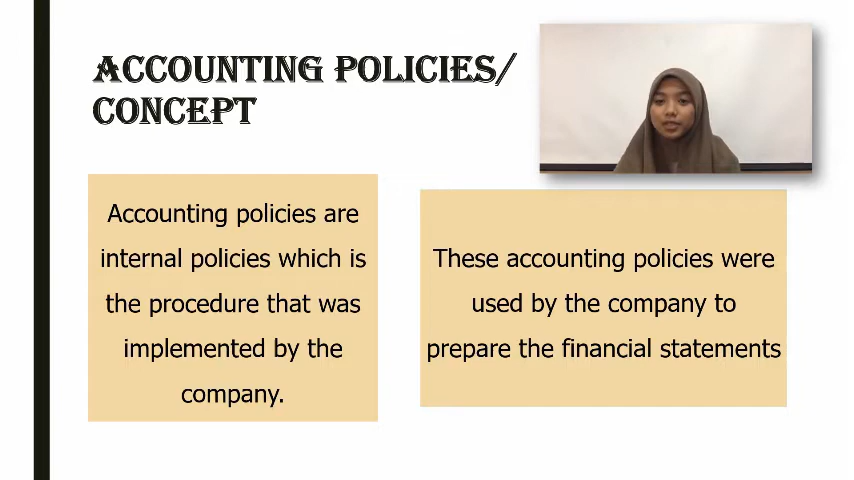 ACCOUNTING POLICIES/
CONCEPT
Accounting policies are
internal policies which is
the procedure that was
implemented by the
company.
These accounting policies were
used by the company to
prepare the financial statements